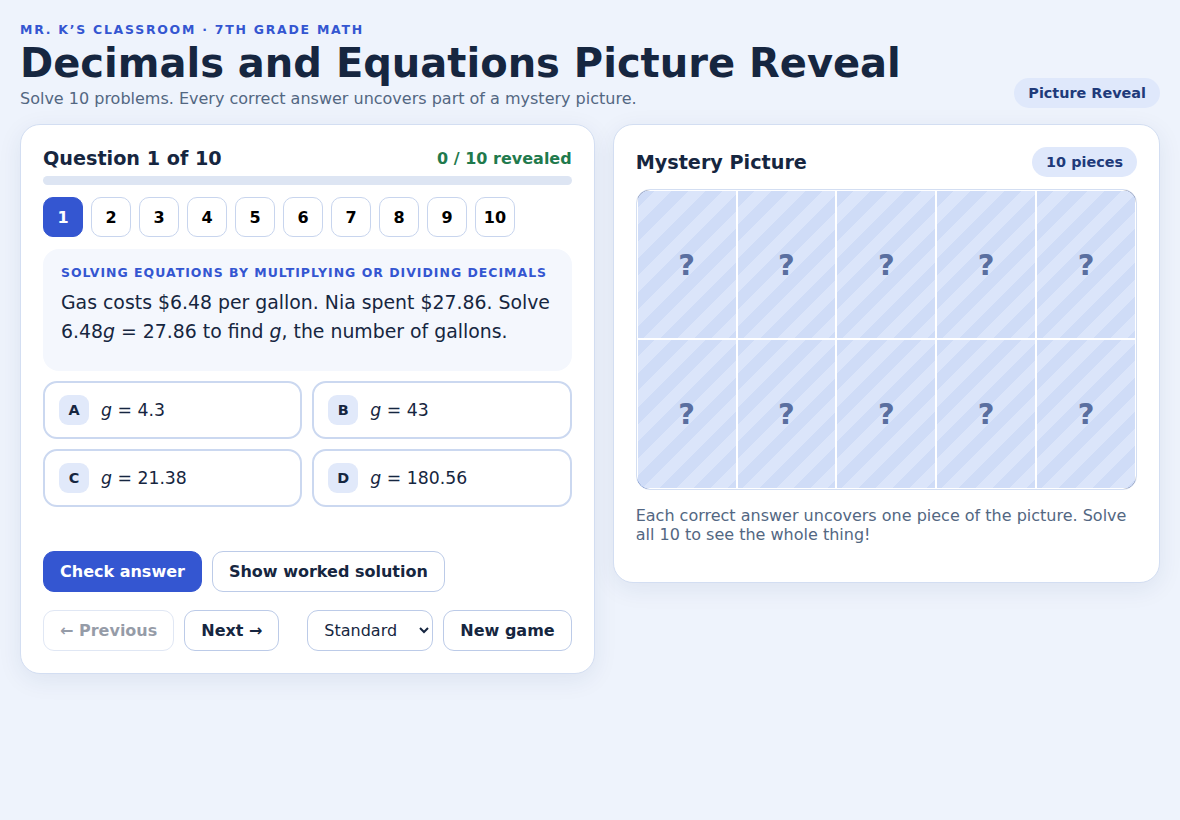 MR. K’S CLASSROOM · 7TH GRADE MATH
Decimals and Equations Picture Reveal
Solve 10 problems. Every correct answer uncovers part of a mystery picture.
Picture Reveal
Question 1 of 10
0 / 10 revealed
1 2 3 4 5 6 7 8 9 10
SOLVING EQUATIONS BY MULTIPLYING OR DIVIDING DECIMALS
Gas costs $6.48 per gallon. Nia spent $27.86. Solve
6.48g = 27.86 to find g, the number of gallons.
A g = 4.3
B g = 43
C g = 21.38
D g = 180.56
Check answer
Show worked solution
← Previous
Next →
Standard
New game
Mystery Picture
10 pieces
? ? ? ? ?
? ? ? ? ?
Each correct answer uncovers one piece of the picture. Solve
all 10 to see the whole thing!